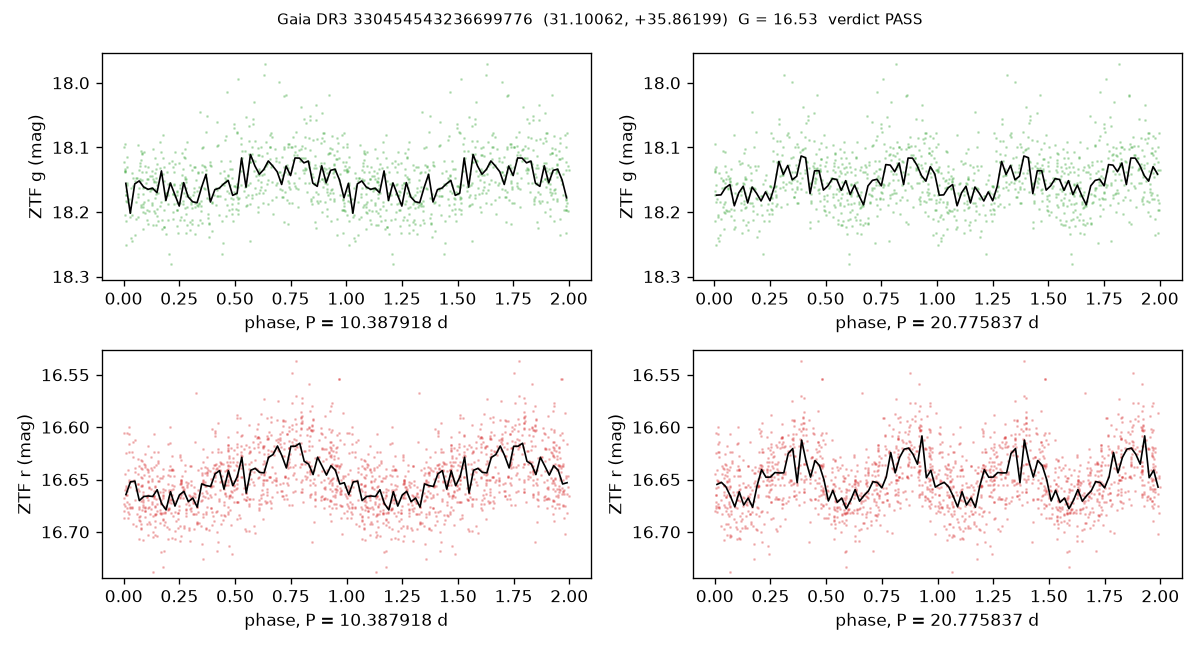 Gaia DR3 330454543236699776 (31.10062, +35.86199) G = 16.53 verdict PASS
ZTF g (mag)
18.0
18.1
18.2
18.3
0.00 0.25 0.50 0.75 1.00 1.25 1.50 1.75 2.00
phase, P = 10.387918 d
ZTF g (mag)
18.0
18.1
18.2
18.3
0.00 0.25 0.50 0.75 1.00 1.25 1.50 1.75 2.00
phase, P = 20.775837 d
ZTF r (mag)
16.55
16.60
16.65
16.70
0.00 0.25 0.50 0.75 1.00 1.25 1.50 1.75 2.00
phase, P = 10.387918 d
ZTF r (mag)
16.55
16.60
16.65
16.70
0.00 0.25 0.50 0.75 1.00 1.25 1.50 1.75 2.00
phase, P = 20.775837 d